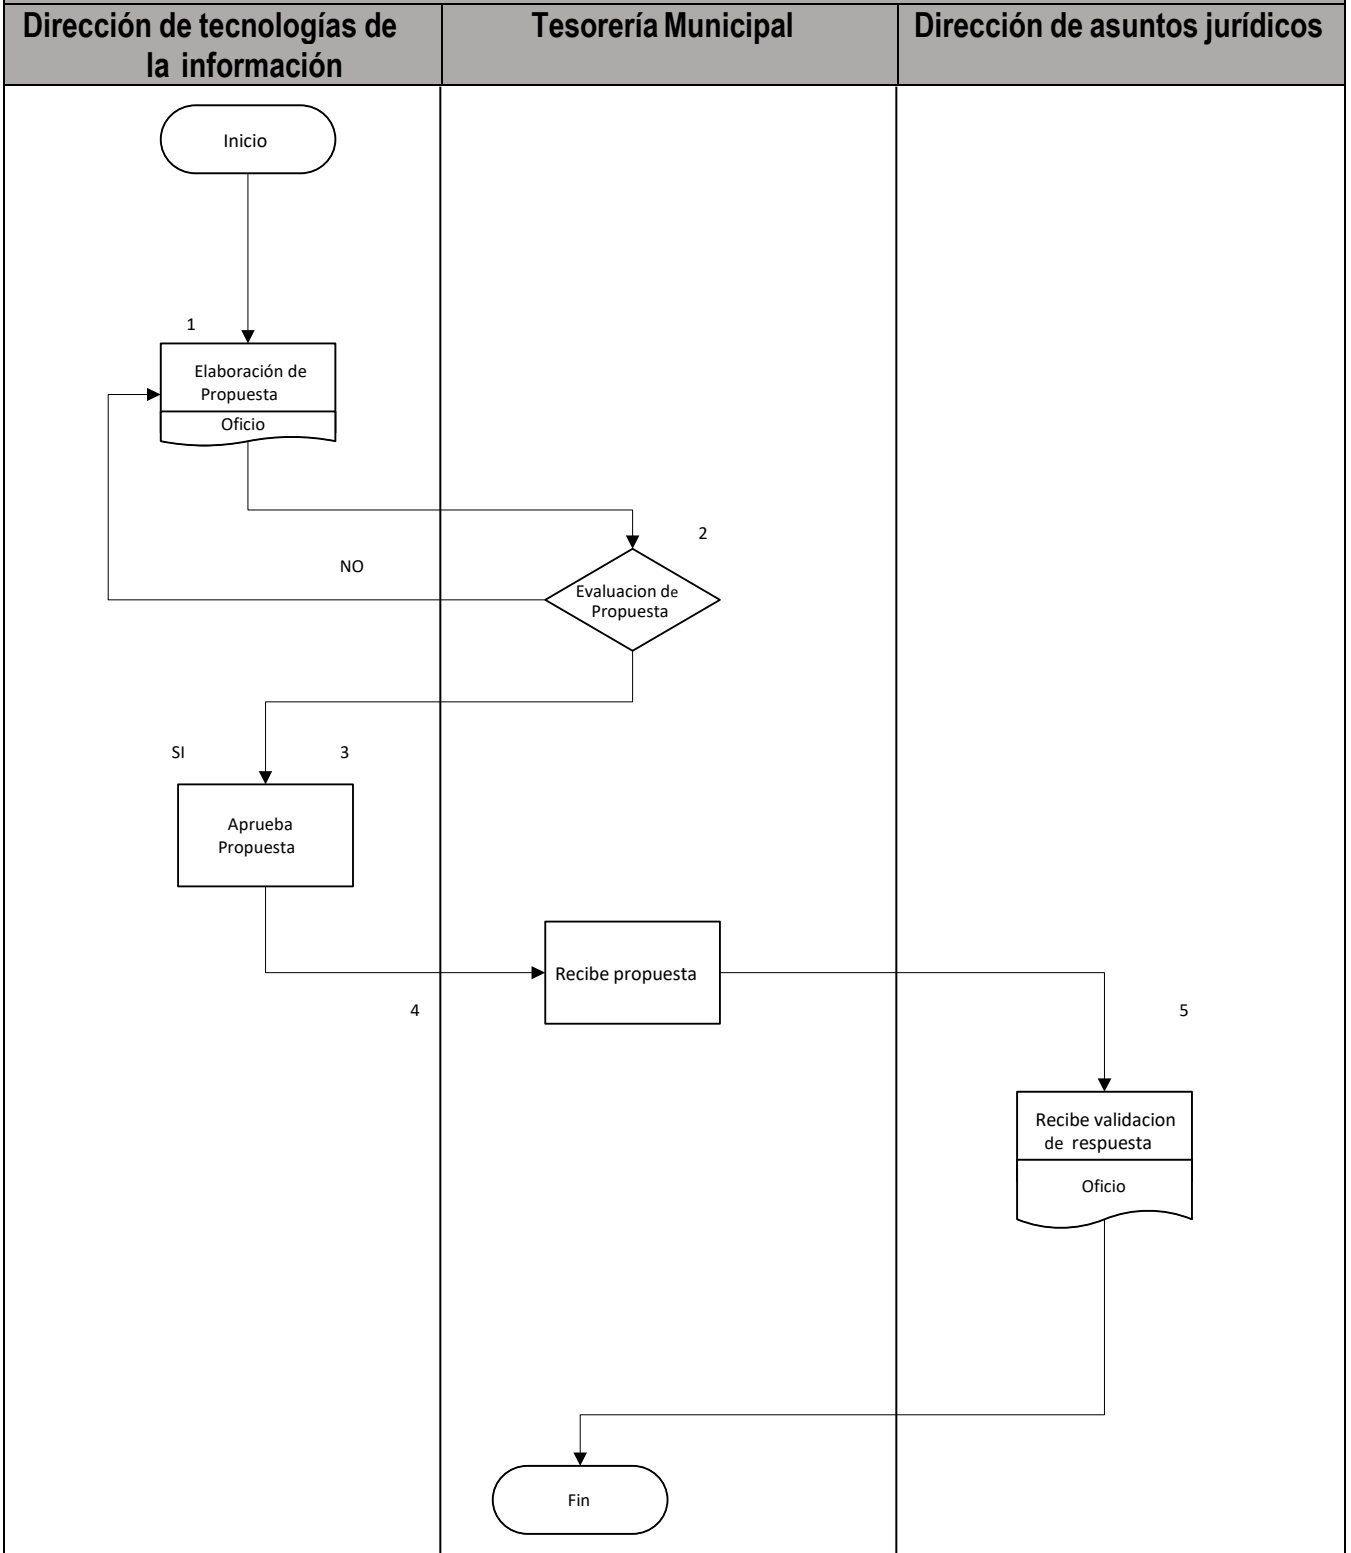 Dirección de tecnologías de
la información
Tesorería Municipal
Dirección de asuntos jurídicos
Inicio
1
Elaboración de
Propuesta
Oficio
2
NO
Evaluacion de
Propuesta
SI
3
Aprueba
Propuesta
Recibe propuesta
4
5
Recibe validacion
de respuesta
Oficio
Fin